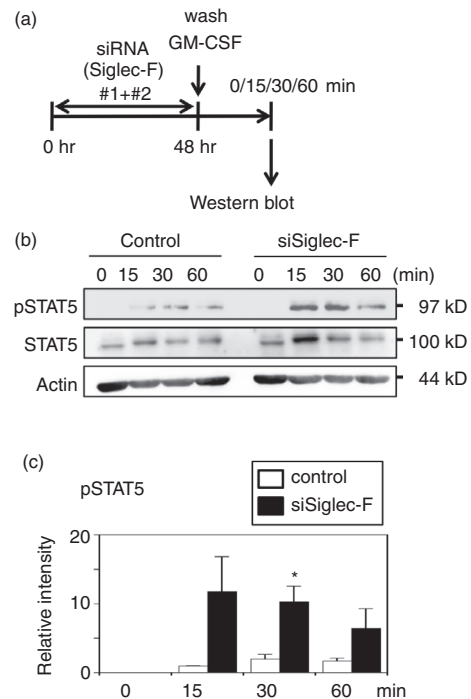 (a)
wash
GM-CSF
siRNA
(Siglec-F)
#1+#2
0/15/30/60 min
0 hr
48 hr
Western blot
(b)
Control
siSiglec-F
0 15 30 60 0 15 30 60 (min)
pSTAT5
97 kD
STAT5
100 kD
Actin
44 kD
(c)
pSTAT5
control
siSiglec-F
Relative intensity
20
10
0
*
0 15 30 60 min